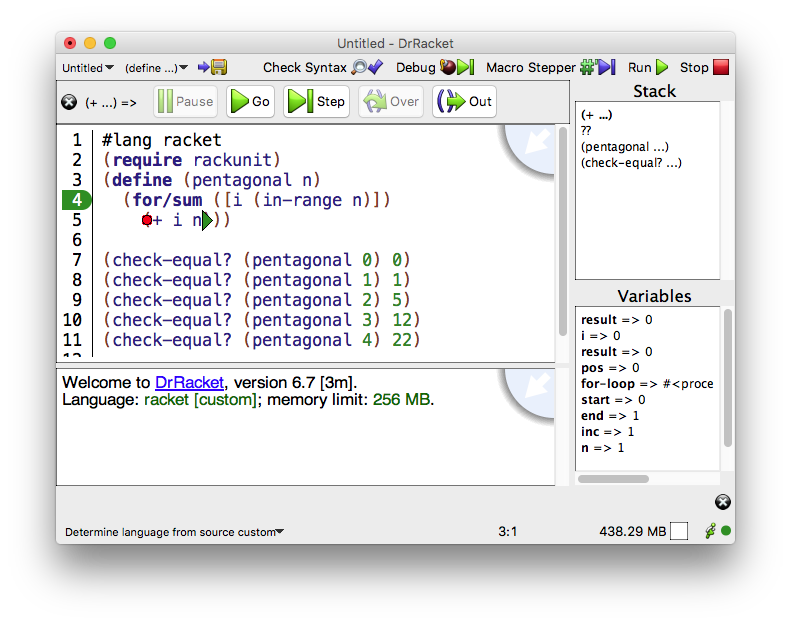 Untitled - DrRacket
Untitled (define ...) Check Syntax Debug Macro Stepper Run Stop
(+ ...) => Pause Go Step Over Out
1 #lang racket
2 (require rackunit)
3 (define (pentagonal n)
4 (for/sum ([i (in-range n)])
5 + i n ))
6
7 (check-equal? (pentagonal 0) 0)
8 (check-equal? (pentagonal 1) 1)
9 (check-equal? (pentagonal 2) 5)
10 (check-equal? (pentagonal 3) 12)
11 (check-equal? (pentagonal 4) 22)
Welcome to DrRacket, version 6.7 [3m].
Language: racket [custom]; memory limit: 256 MB.
Stack
(+ ...)
??
(pentagonal ...)
(check-equal? ...)
Variables
result => 0
i => 0
result => 0
pos => 0
for-loop => #<proce
start => 0
end => 1
inc => 1
n => 1
Determine language from source custom 3:1 438.29 MB